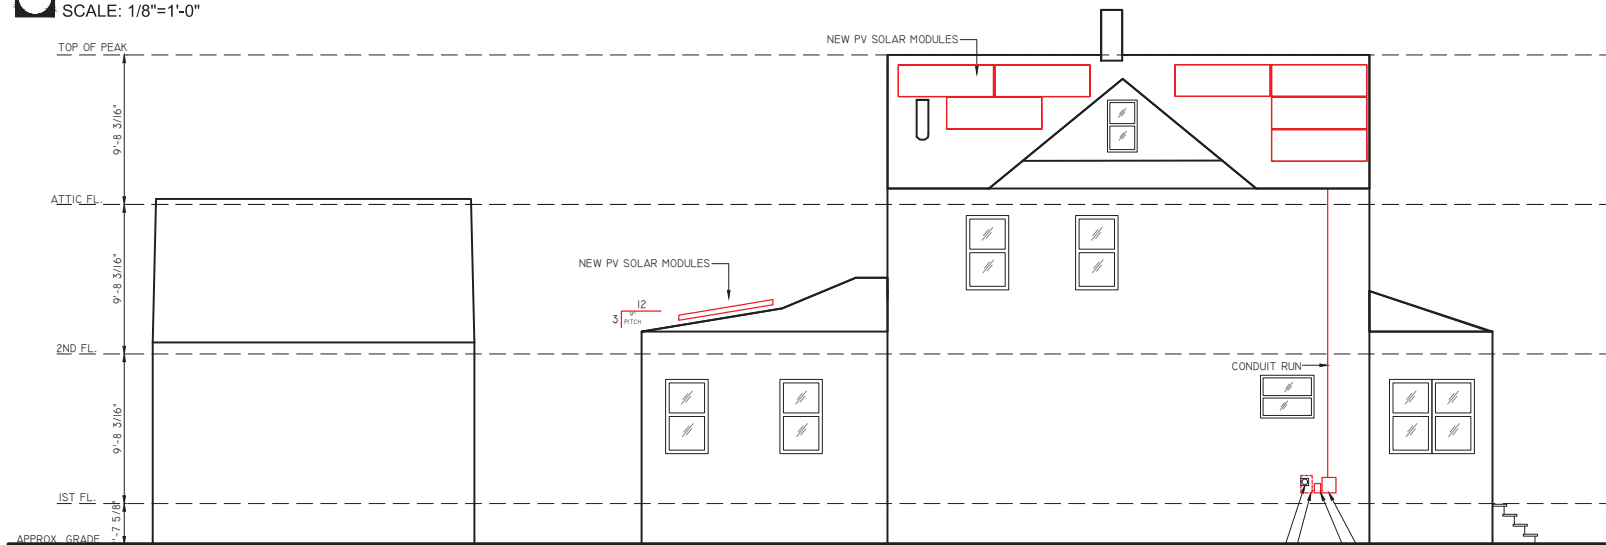 SCALE: 1/8"=1'-0"
TOP OF PEAK
NEW PV SOLAR MODULES
9'-8 3/16"
ATTIC FL.
9'-8 3/16"
NEW PV SOLAR MODULES
12
3
9°
PITCH
2ND FL.
CONDUIT RUN
9'-8 3/16"
1ST FL.
'-7 5/8"
APPROX. GRADE